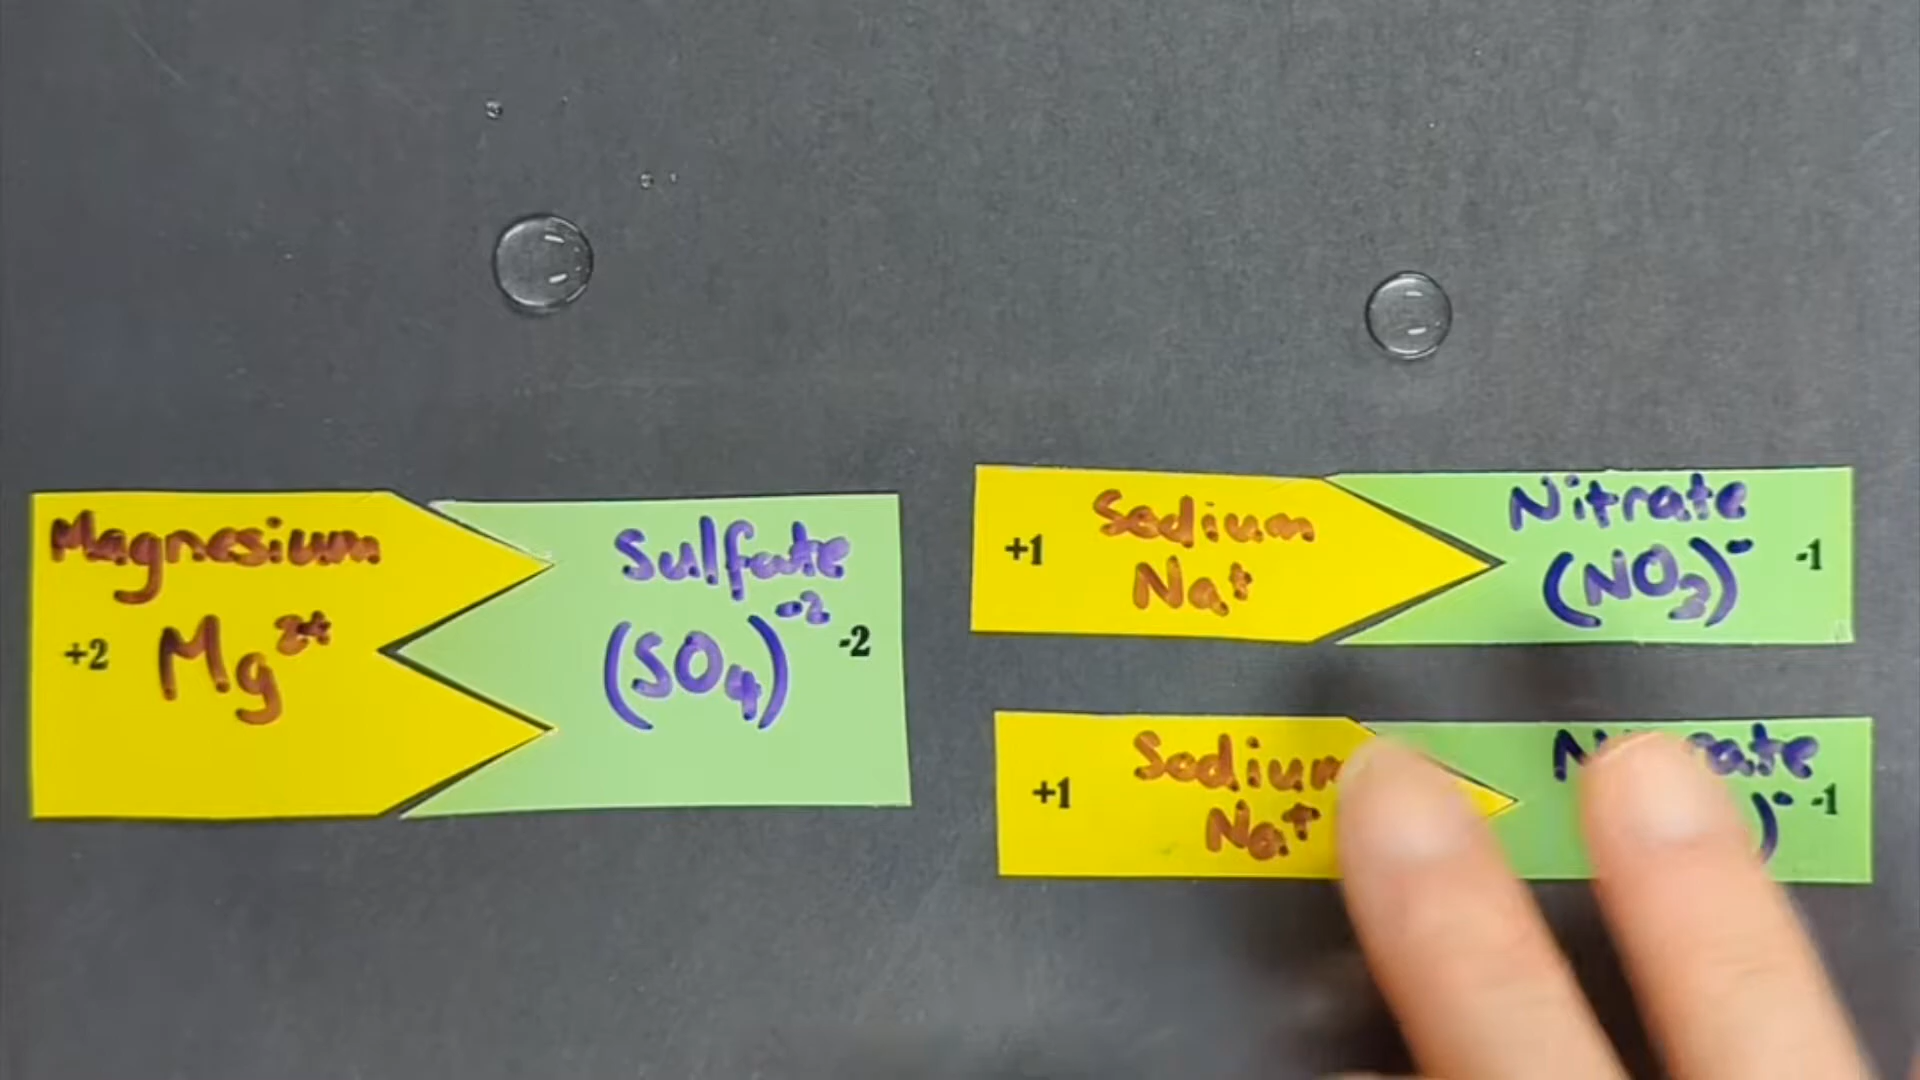 Magnesium
+2 Mg²⁺
Sulfate
(SO₄)⁻² -2
Sodium
+1 Na⁺
Nitrate
(NO₃)⁻ -1
Sodium
+1 Na⁺
)⁻ -1